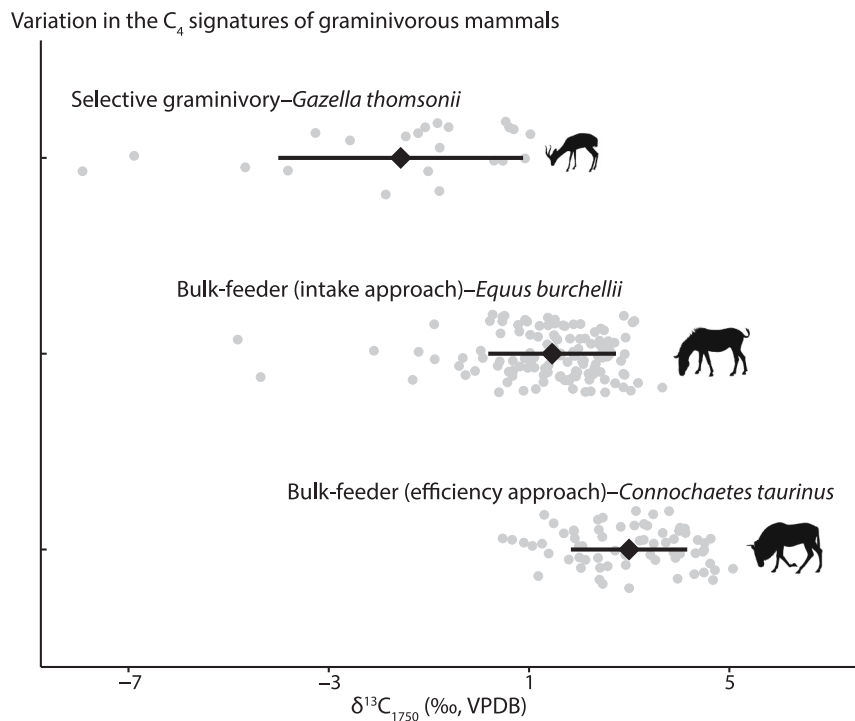 Variation in the C₄ signatures of graminivorous mammals
Selective graminivory–Gazella thomsonii
Bulk-feeder (intake approach)–Equus burchellii
Bulk-feeder (efficiency approach)–Connochaetes taurinus
−7 −3 1 5
δ¹³C₁₇₅₀ (‰, VPDB)